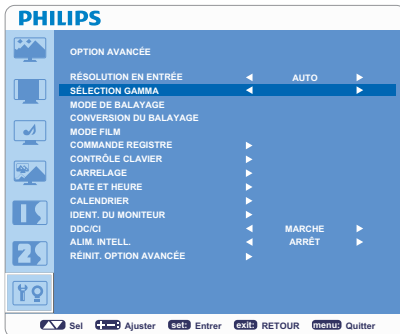 PHILIPS
OPTION AVANCÉE
RÉSOLUTION EN ENTRÉE AUTO
SÉLECTION GAMMA
MODE DE BALAYAGE
CONVERSION DU BALAYAGE
MODE FILM
COMMANDE REGISTRE
CONTRÔLE CLAVIER
CARRELAGE
DATE ET HEURE
CALENDRIER
IDENT. DU MONITEUR
DDC/CI MARCHE
ALIM. INTELL. ARRÊT
RÉINIT. OPTION AVANCÉE
Sel Ajuster set: Entrer exit: RETOUR menu: Quitter